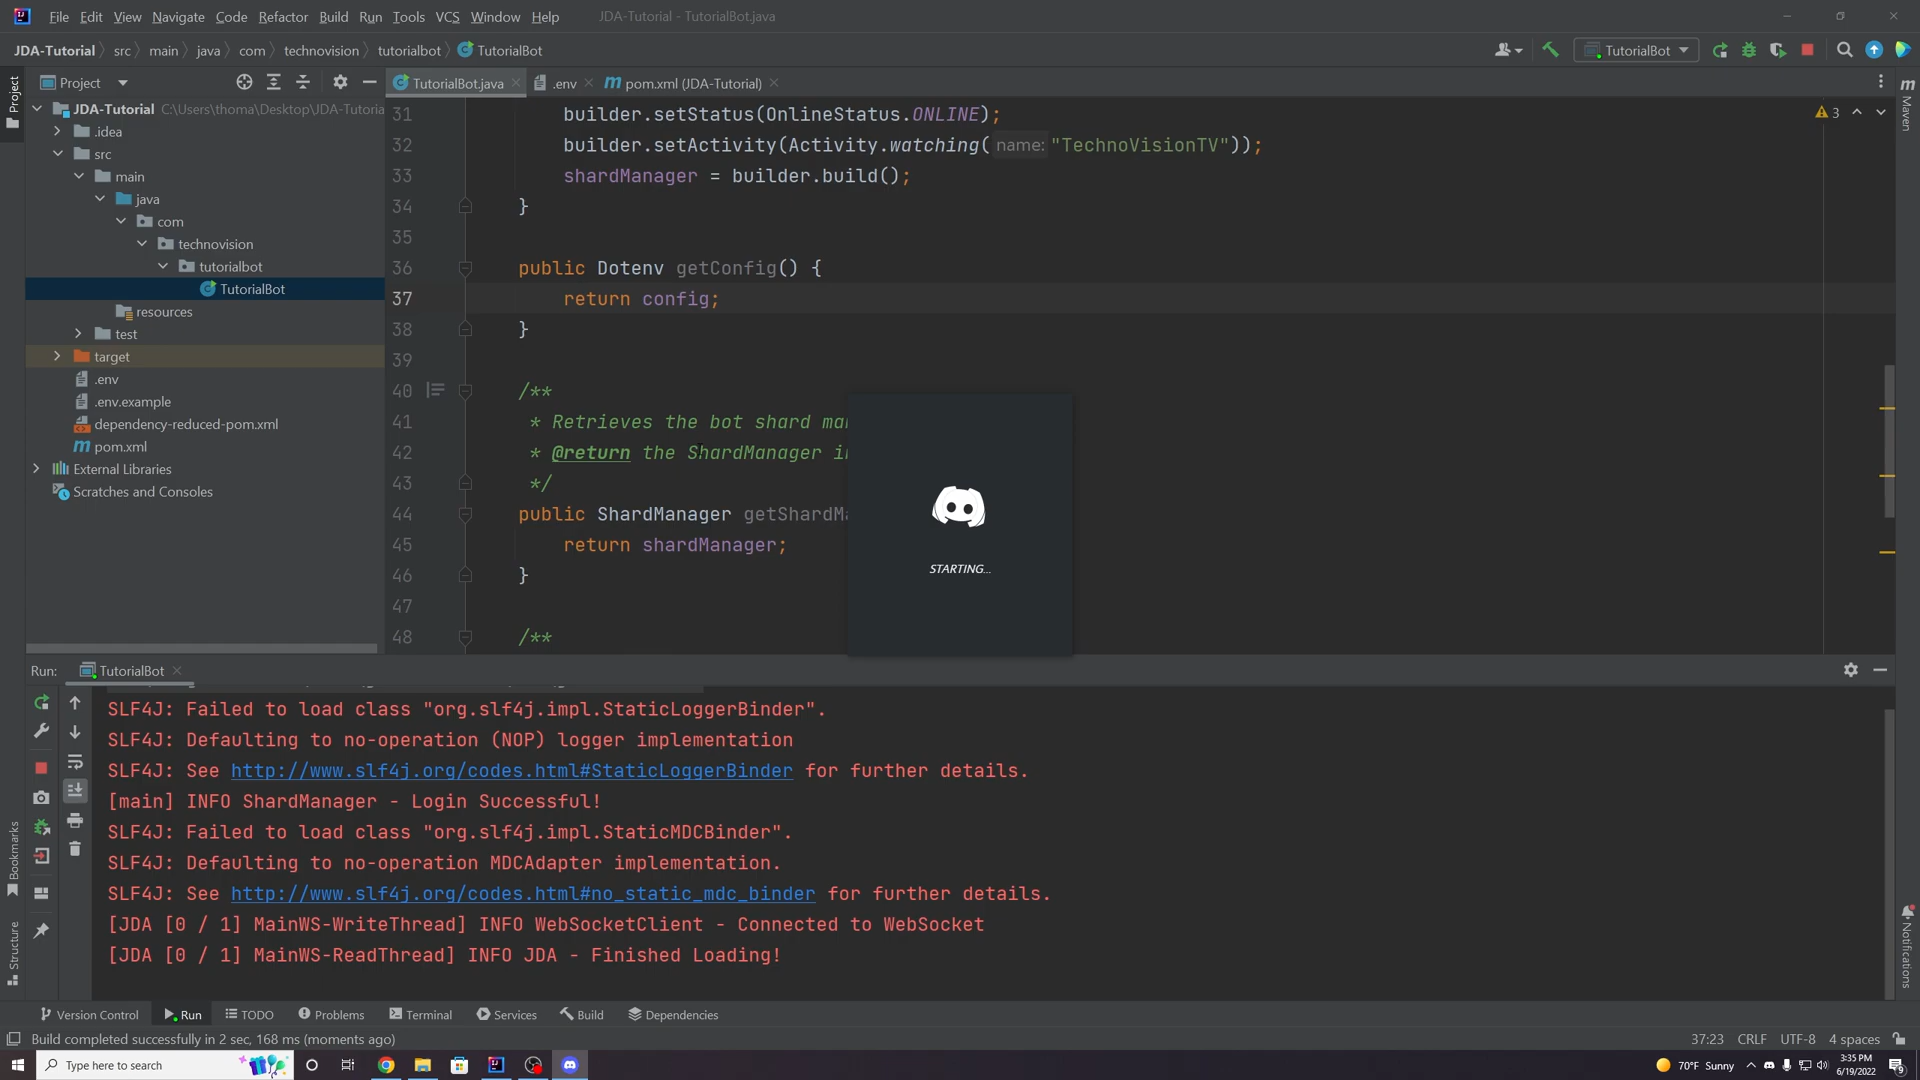 File Edit View Navigate Code Refactor Build Run Tools VCS Window Help JDA-Tutorial - TutorialBot.java
JDA-Tutorial src main java com technovision tutorialbot TutorialBot TutorialBot
Project TutorialBot.java .env pom.xml (JDA-Tutorial)
Project
Maven
JDA-Tutorial C:\Users\thoma\Desktop\JDA-Tutoria
.idea
src
main
java
com
technovision
tutorialbot
TutorialBot
resources
test
target
.env
.env.example
dependency-reduced-pom.xml
pom.xml
External Libraries
Scratches and Consoles
3
31 builder.setStatus(OnlineStatus.ONLINE);
32 builder.setActivity(Activity.watching( name: "TechnoVisionTV"));
33 shardManager = builder.build();
34 }
35
36 public Dotenv getConfig() {
37 return config;
38 }
39
40 /**
41 * Retrieves the bot shard ma
42 * @return the ShardManager i
43 */
44 public ShardManager getShardM
45 return shardManager;
46 }
47
48 /**
STARTING...
Run: TutorialBot
SLF4J: Failed to load class "org.slf4j.impl.StaticLoggerBinder".
SLF4J: Defaulting to no-operation (NOP) logger implementation
SLF4J: See http://www.slf4j.org/codes.html#StaticLoggerBinder for further details.
[main] INFO ShardManager - Login Successful!
SLF4J: Failed to load class "org.slf4j.impl.StaticMDCBinder".
SLF4J: Defaulting to no-operation MDCAdapter implementation.
SLF4J: See http://www.slf4j.org/codes.html#no_static_mdc_binder for further details.
[JDA [0 / 1] MainWS-WriteThread] INFO WebSocketClient - Connected to WebSocket
[JDA [0 / 1] MainWS-ReadThread] INFO JDA - Finished Loading!
Bookmarks
Structure
Notifications
Version Control Run TODO Problems Terminal Services Build Dependencies
Build completed successfully in 2 sec, 168 ms (moments ago) 37:23 CRLF UTF-8 4 spaces
Type here to search 70°F Sunny 3:35 PM
6/19/2022
9